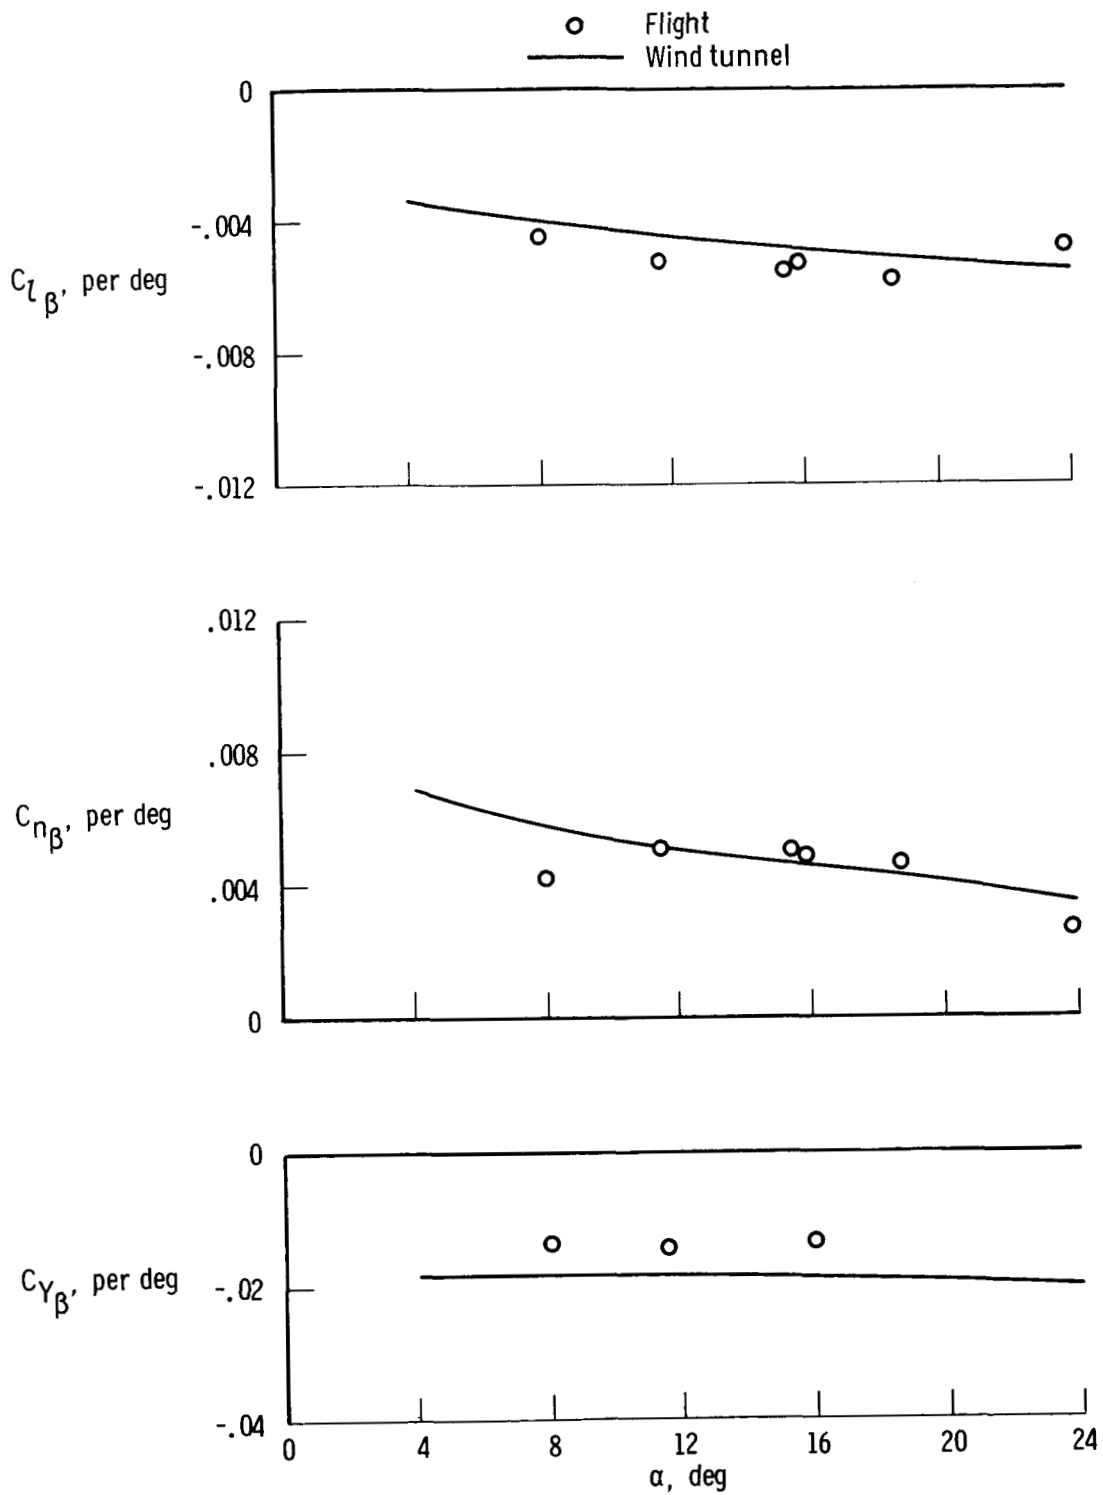 Flight
Wind tunnel
0
-.004
C_lβ, per deg
-.008
-.012
.012
.008
C_nβ, per deg
.004
0
0
C_Yβ, per deg
-.02
-.04
0 4 8 12 16 20 24
α, deg